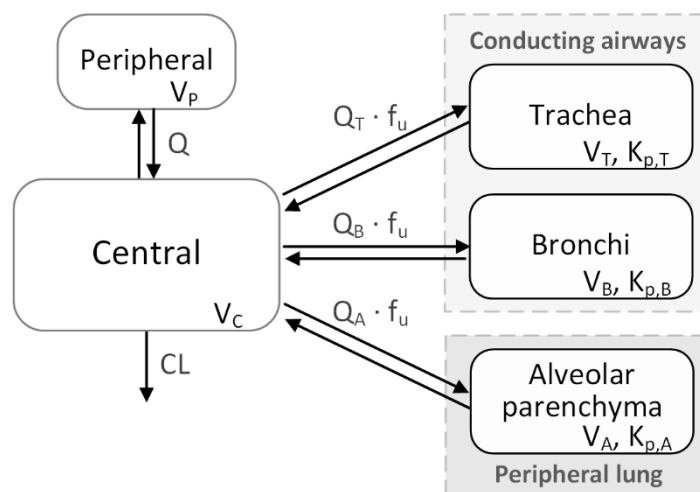 Peripheral
V_P
Q
Central
V_C
CL
Q_T · f_u
Q_B · f_u
Q_A · f_u
Conducting airways
Trachea
V_T, K_p,T
Bronchi
V_B, K_p,B
Alveolar
parenchyma
V_A, K_p,A
Peripheral lung